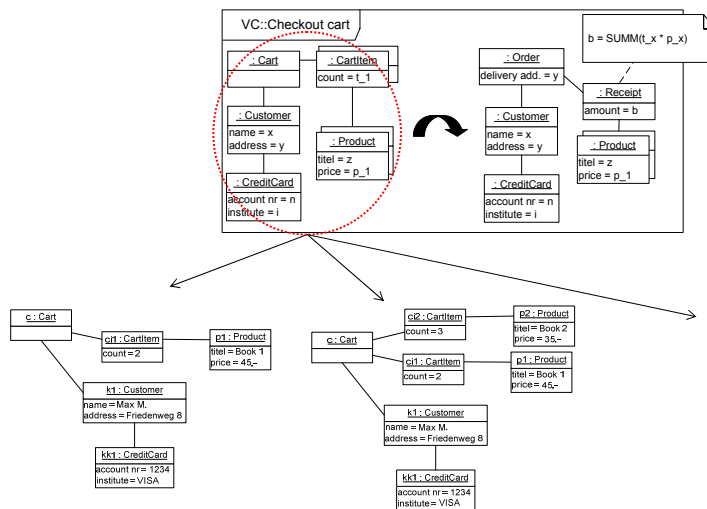 VC::Checkout cart
b = SUMM(t_x * p_x)
: Cart
: CartItem
count = t_1
: Customer
name = x
address = y
: Product
titel = z
price = p_1
: CreditCard
account nr = n
institute = i
: Order
delivery add. = y
: Receipt
amount = b
: Customer
name = x
address = y
: Product
titel = z
price = p_1
: CreditCard
account nr = n
institute = i
c : Cart
ci1 : CartItem
count = 2
p1 : Product
titel = Book 1
price = 45,-
k1 : Customer
name = Max M.
address = Friedenweg 8
kk1 : CreditCard
account nr = 1234
institute = VISA
c : Cart
ci2 : CartItem
count = 3
p2 : Product
titel = Book 2
price = 35,-
ci1 : CartItem
count = 2
p1 : Product
titel = Book 1
price = 45,-
k1 : Customer
name = Max M.
address = Friedenweg 8
kk1 : CreditCard
account nr = 1234
institute = VISA